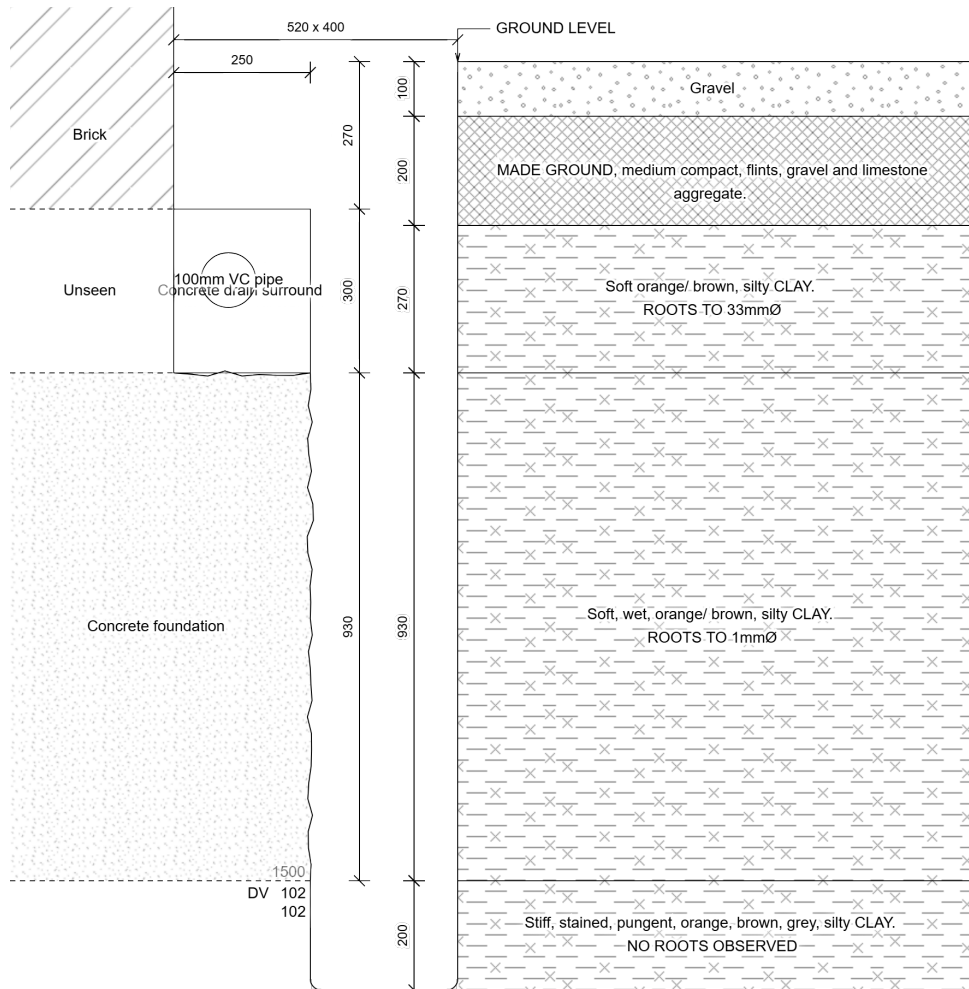 520 x 400
GROUND LEVEL
250
100
Gravel
270
Brick
200
MADE GROUND, medium compact, flints, gravel and limestone
aggregate.
100mm VC pipe
Concrete drain surround
Unseen
300
270
Soft orange/ brown, silty CLAY.
ROOTS TO 33mmØ
Concrete foundation
930
930
Soft, wet, orange/ brown, silty CLAY.
ROOTS TO 1mmØ
1500
DV 102
102
200
Stiff, stained, pungent, orange, brown, grey, silty CLAY.
NO ROOTS OBSERVED